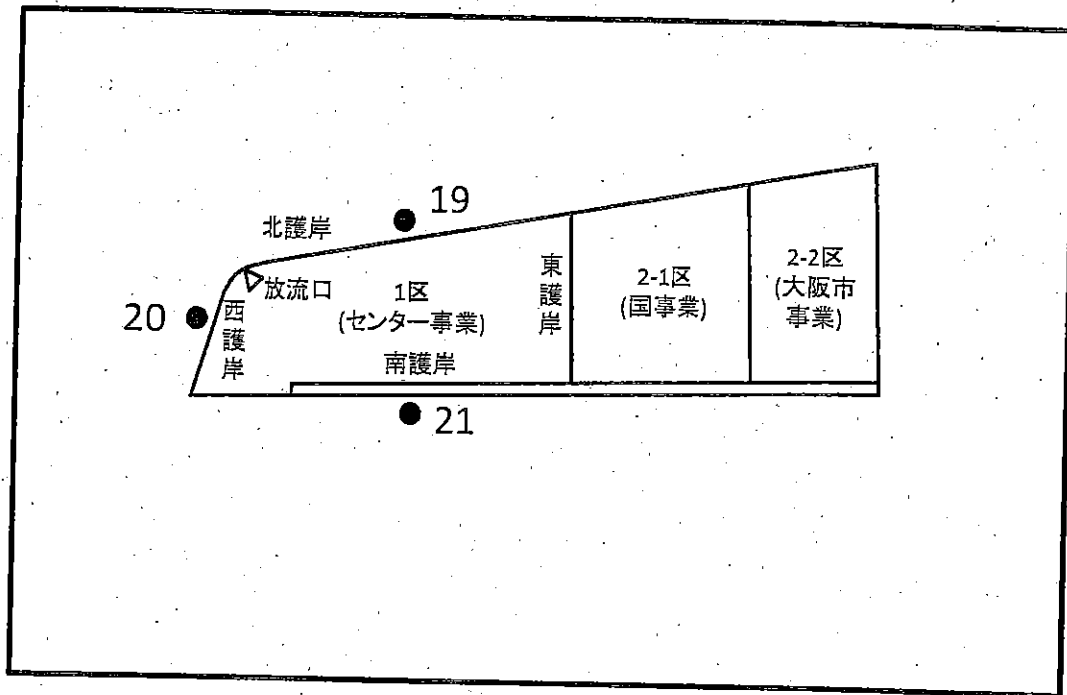 19
北護岸
放流口
20
西護岸
1区
(センター事業)
南護岸
東護岸
2-1区
(国事業)
2-2区
(大阪市
事業)
21